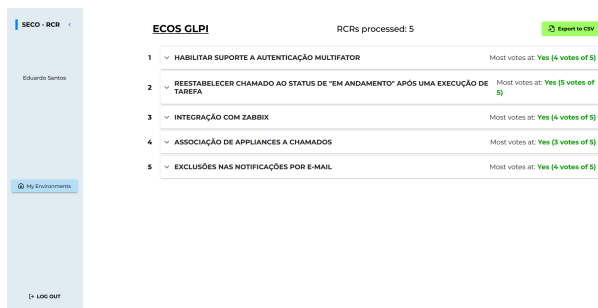 SECO - RCR
Eduardo Santos
My Environments
LOG OUT
ECOS GLPI
RCRs processed: 5
Export to CSV
1 HABILITAR SUPORTE A AUTENTICAÇÃO MULTIFATOR Most votes at: Yes (4 votes of 5)
2 REESTABELECER CHAMADO AO STATUS DE "EM ANDAMENTO" APÓS UMA EXECUÇÃO DE Most votes at: Yes (5 votes of
TAREFA 5)
3 INTEGRAÇÃO COM ZABBIX Most votes at: Yes (4 votes of 5)
4 ASSOCIAÇÃO DE APPLIANCES A CHAMADOS Most votes at: Yes (3 votes of 5)
5 EXCLUSÕES NAS NOTIFICAÇÕES POR E-MAIL Most votes at: Yes (4 votes of 5)